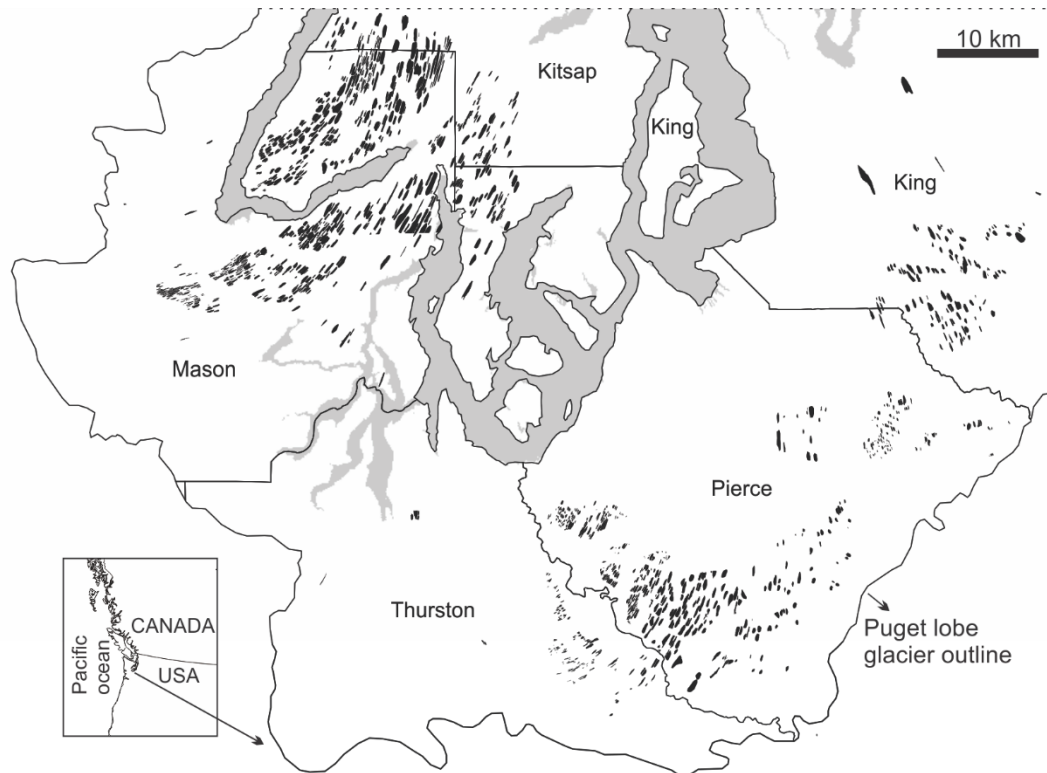 10 km
Kitsap
King
King
Mason
Pierce
Thurston
Puget lobe
glacier outline
Pacific
ocean
CANADA
USA